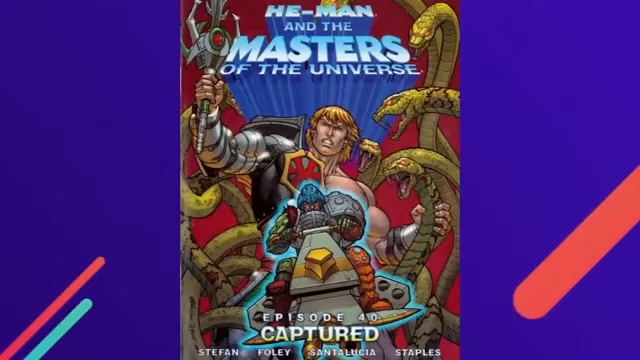 HE-MAN
AND THE
MASTERS
OF THE UNIVERSE
EPISODE 40
CAPTURED
STEFAN FOLEY SANTALUCIA STAPLES